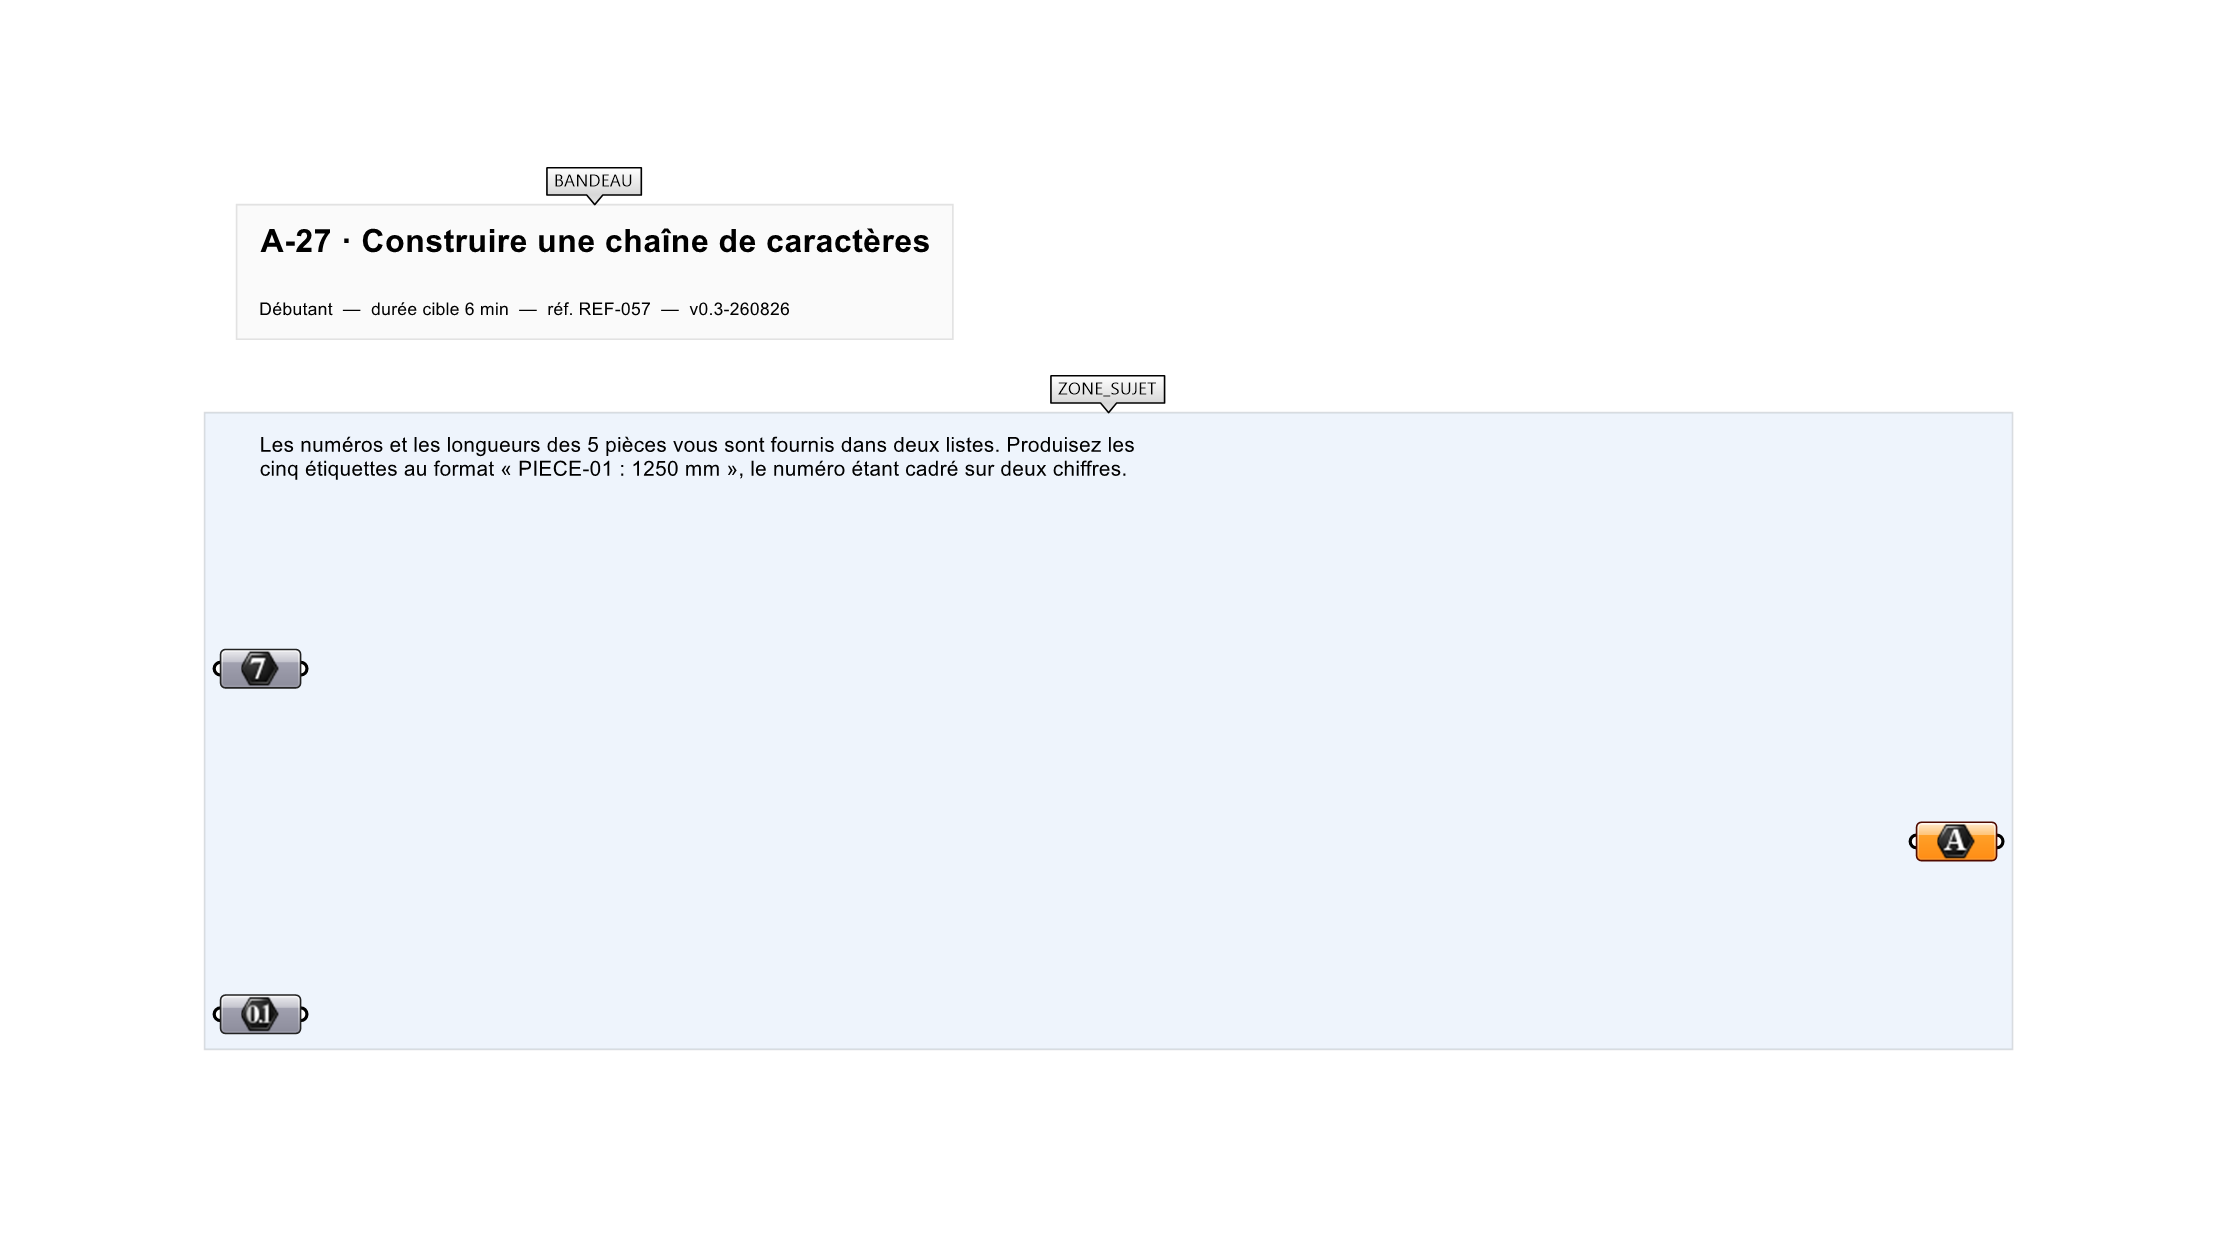 BANDEAU
A-27 · Construire une chaîne de caractères
Débutant — durée cible 6 min — réf. REF-057 — v0.3-260826
ZONE_SUJET
Les numéros et les longueurs des 5 pièces vous sont fournis dans deux listes. Produisez les
cinq étiquettes au format « PIECE-01 : 1250 mm », le numéro étant cadré sur deux chiffres.
7
A
0.1